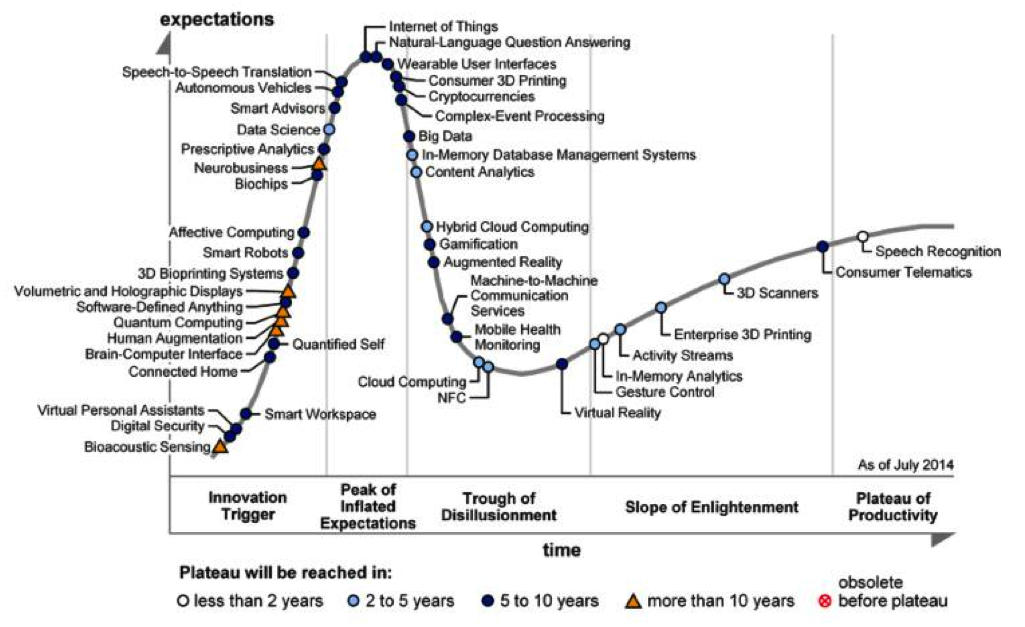 expectations
Internet of Things
Natural-Language Question Answering
Wearable User Interfaces
Consumer 3D Printing
Cryptocurrencies
Complex-Event Processing
Speech-to-Speech Translation
Autonomous Vehicles
Smart Advisors
Data Science
Prescriptive Analytics
Neurobusiness
Biochips
Big Data
In-Memory Database Management Systems
Content Analytics
Affective Computing
Smart Robots
3D Bioprinting Systems
Volumetric and Holographic Displays
Software-Defined Anything
Quantum Computing
Human Augmentation
Brain-Computer Interface
Connected Home
Quantified Self
Hybrid Cloud Computing
Gamification
Augmented Reality
Machine-to-Machine
Communication
Services
Mobile Health
Monitoring
Cloud Computing
NFC
Virtual Personal Assistants
Digital Security
Bioacoustic Sensing
Smart Workspace
Speech Recognition
Consumer Telematics
3D Scanners
Enterprise 3D Printing
Activity Streams
In-Memory Analytics
Gesture Control
Virtual Reality
As of July 2014
Innovation
Trigger
Peak of
Inflated
Expectations
Trough of
Disillusionment
Slope of Enlightenment
Plateau of
Productivity
time
Plateau will be reached in:
less than 2 years
2 to 5 years
5 to 10 years
more than 10 years
obsolete
before plateau